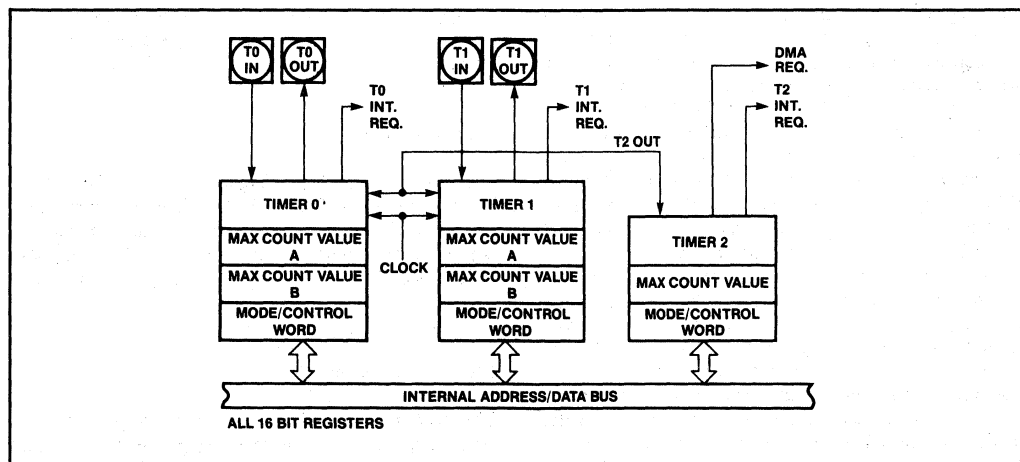 T0
IN
T0
OUT
T1
IN
T1
OUT
DMA
REQ.
T0
INT.
REQ.
T1
INT.
REQ.
T2
INT.
REQ.
T2 OUT
TIMER 0
MAX COUNT VALUE
A
MAX COUNT VALUE
B
MODE/CONTROL
WORD
CLOCK
TIMER 1
MAX COUNT VALUE
A
MAX COUNT VALUE
B
MODE/CONTROL
WORD
TIMER 2
MAX COUNT VALUE
MODE/CONTROL
WORD
INTERNAL ADDRESS/DATA BUS
ALL 16 BIT REGISTERS